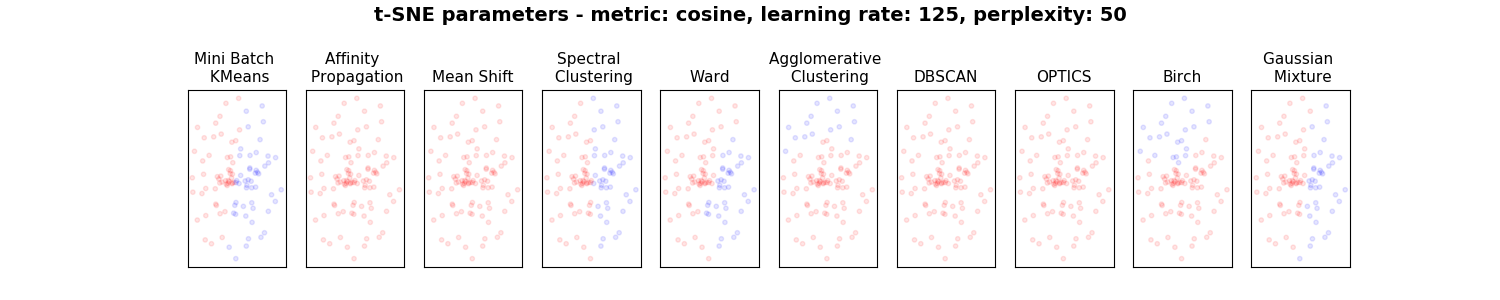 t-SNE parameters - metric: cosine, learning rate: 125, perplexity: 50
Mini Batch
KMeans
Affinity
Propagation
Mean Shift
Spectral
Clustering
Ward
Agglomerative
Clustering
DBSCAN
OPTICS
Birch
Gaussian
Mixture